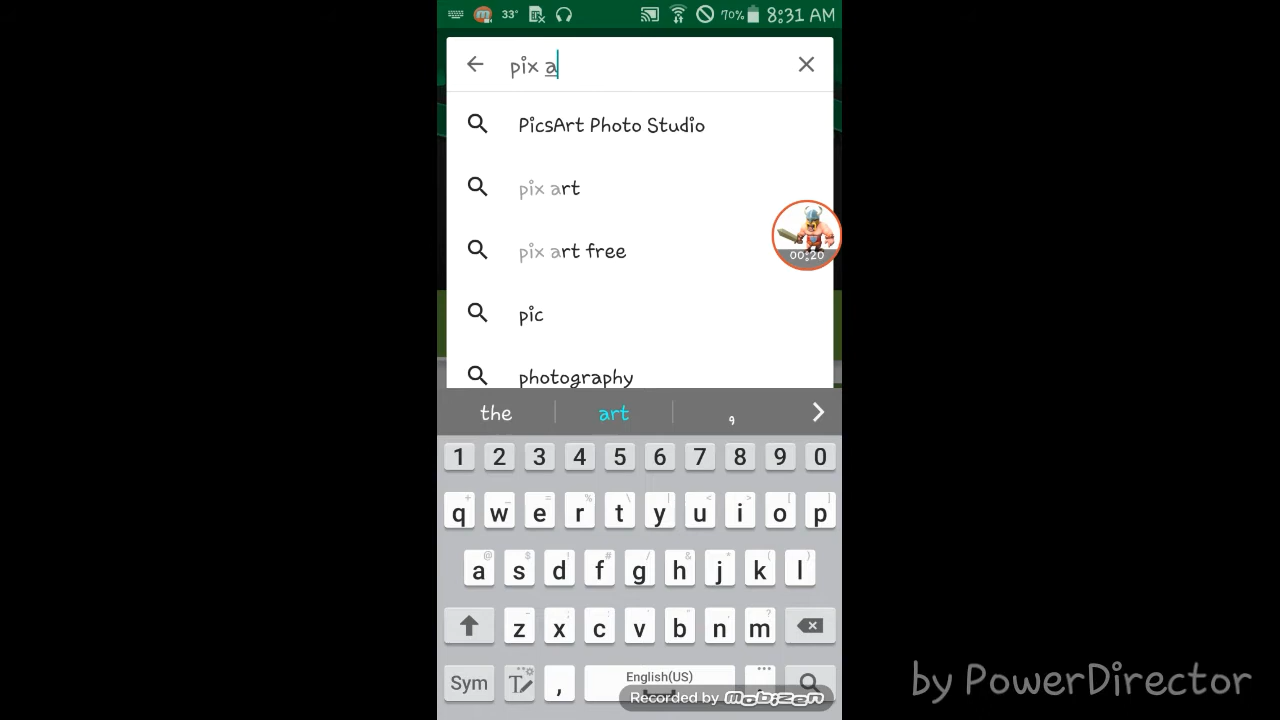 33° 70% 8:31 AM
pix a
PicsArt Photo Studio
pix art
pix art free
00:20
pic
photography
the art ,
1 2 3 4 5 6 7 8 9 0
+ - = % \ | < > [ ]
q w e r t y u i o p
@ $ ! # / & * ( )
a s d f g h j k l
z x c v b n m
Sym , English(US) .
Recorded by mobizen
by PowerDirector